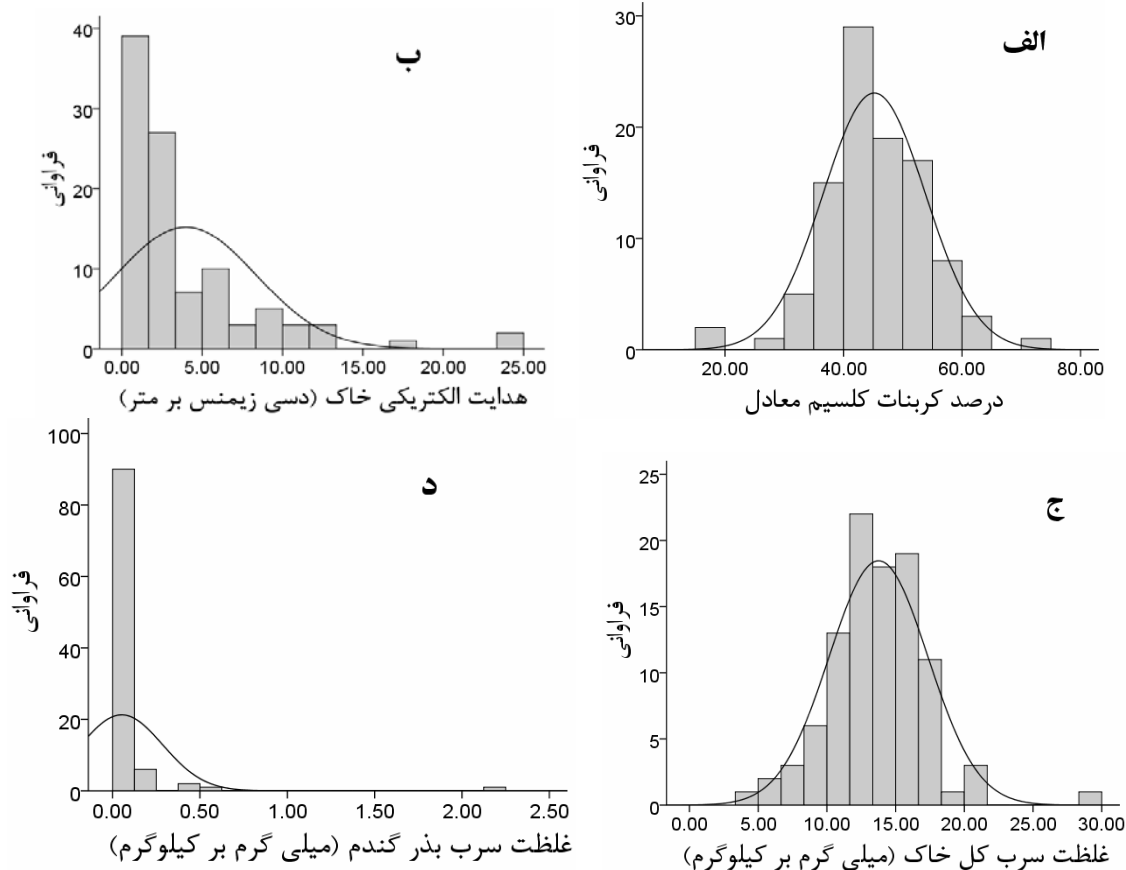 الف
فراوانی
30
20
10
0
20.00 40.00 60.00 80.00
درصد کربنات کلسیم معادل
ب
فراوانی
40
30
20
10
0
0.00 5.00 10.00 15.00 20.00 25.00
هدایت الکتریکی خاک (دسی زیمنس بر متر)
ج
فراوانی
25
20
15
10
5
0
0.00 5.00 10.00 15.00 20.00 25.00 30.00
غلظت سرب کل خاک (میلی گرم بر کیلوگرم)
د
فراوانی
100
80
60
40
20
0
0.00 0.50 1.00 1.50 2.00 2.50
غلظت سرب بذر گندم (میلی گرم بر کیلوگرم)